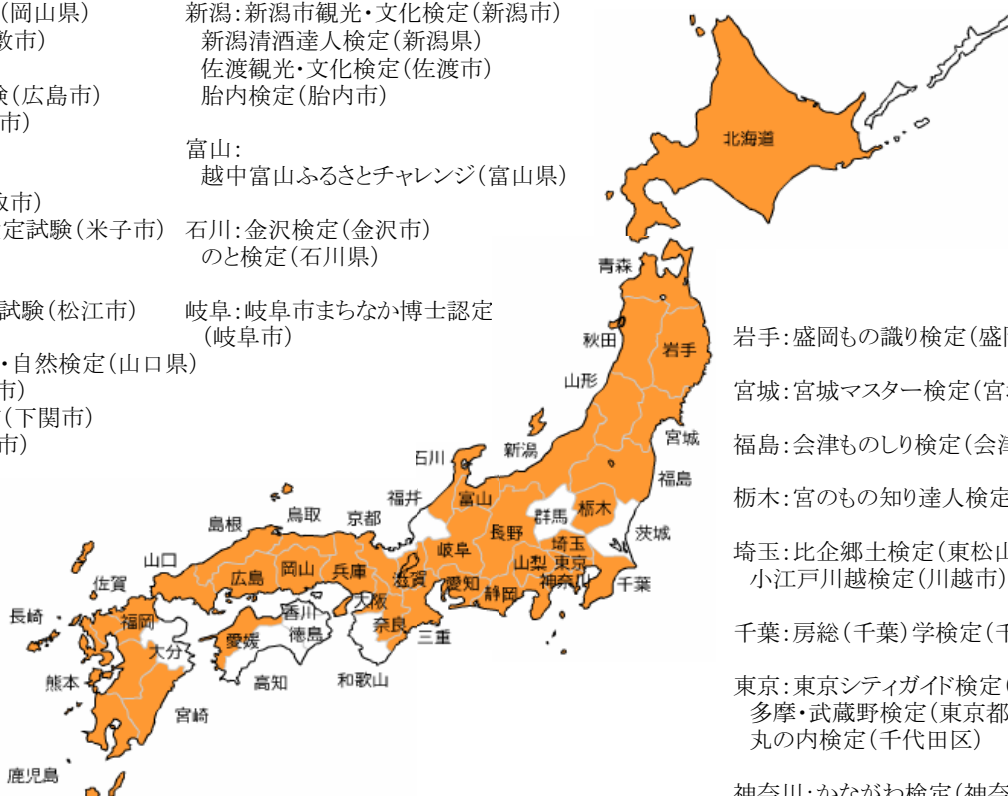 (岡山県)
敷市)
験(広島市)
市)
取市)
定試験(米子市)
試験(松江市)
・自然検定(山口県)
市)
(下関市)
市)
新潟:新潟市観光・文化検定(新潟市)
新潟清酒達人検定(新潟県)
佐渡観光・文化検定(佐渡市)
胎内検定(胎内市)
富山:
越中富山ふるさとチャレンジ(富山県)
石川:金沢検定(金沢市)
のと検定(石川県)
岐阜:岐阜市まちなか博士認定
(岐阜市)
北海道
青森
秋田
岩手
山形
宮城
新潟
福島
石川
福井
富山
群馬
栃木
茨城
長野
埼玉
岐阜
山梨
東京
神奈川
千葉
静岡
愛知
滋賀
京都
鳥取
島根
山口
広島
岡山
兵庫
大阪
奈良
三重
和歌山
香川
徳島
愛媛
高知
佐賀
長崎
福岡
大分
熊本
宮崎
鹿児島
岩手:盛岡もの識り検定(盛
宮城:宮城マスター検定(宮
福島:会津ものしり検定(会
栃木:宮のもの知り達人検定
埼玉:比企郷土検定(東松山
小江戸川越検定(川越市)
千葉:房総(千葉)学検定(
東京:東京シティガイド検定(
多摩・武蔵野検定(東京都
丸の内検定(千代田区)
神奈川:かながわ検定(神奈